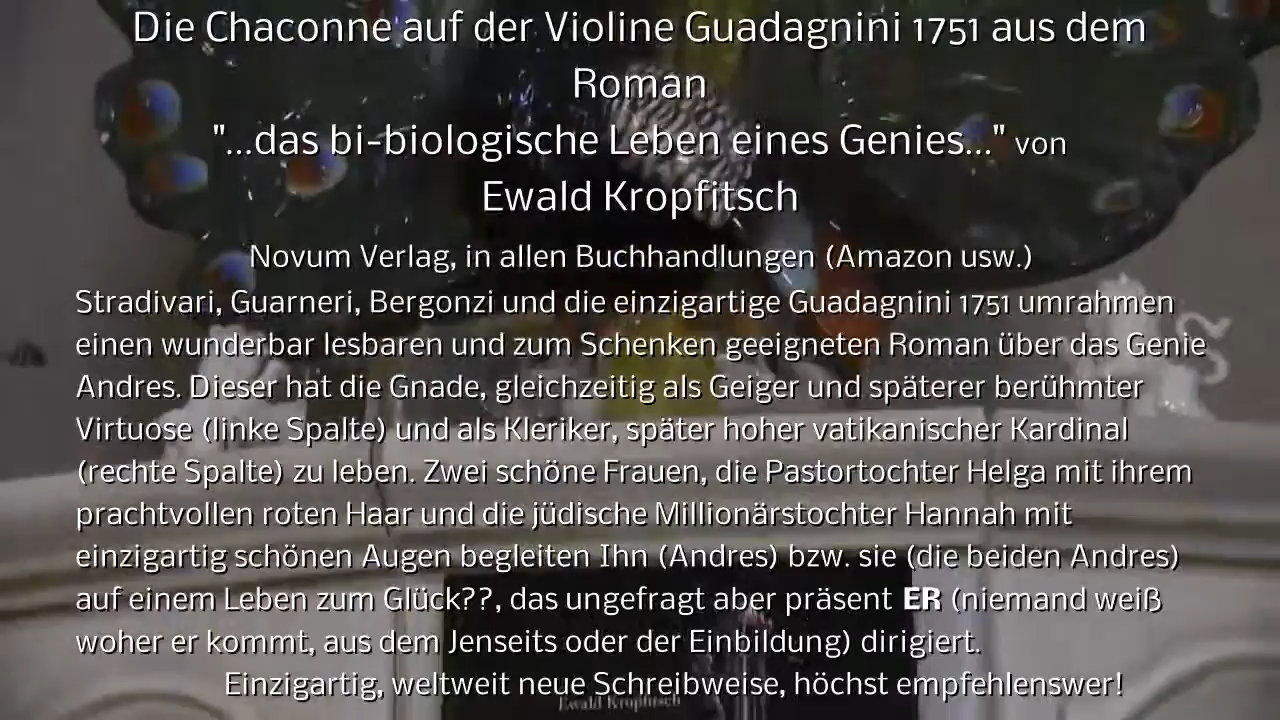 Die Chaconne auf der Violine Guadagnini 1751 aus dem
Roman
"...das bi-biologische Leben eines Genies..." von
Ewald Kropfitsch
Novum Verlag, in allen Buchhandlungen (Amazon usw.)
Stradivari, Guarneri, Bergonzi und die einzigartige Guadagnini 1751 umrahmen
einen wunderbar lesbaren und zum Schenken geeigneten Roman über das Genie
Andres. Dieser hat die Gnade, gleichzeitig als Geiger und späterer berühmter
Virtuose (linke Spalte) und als Kleriker, später hoher vatikanischer Kardinal
(rechte Spalte) zu leben. Zwei schöne Frauen, die Pastortochter Helga mit ihrem
prachtvollen roten Haar und die jüdische Millionärstochter Hannah mit
einzigartig schönen Augen begleiten Ihn (Andres) bzw. sie (die beiden Andres)
auf einem Leben zum Glück??, das ungefragt aber präsent ER (niemand weiß
woher er kommt, aus dem Jenseits oder der Einbildung) dirigiert.
Einzigartig, weltweit neue Schreibweise, höchst empfehlenswer!
Ewald Kropfitsch